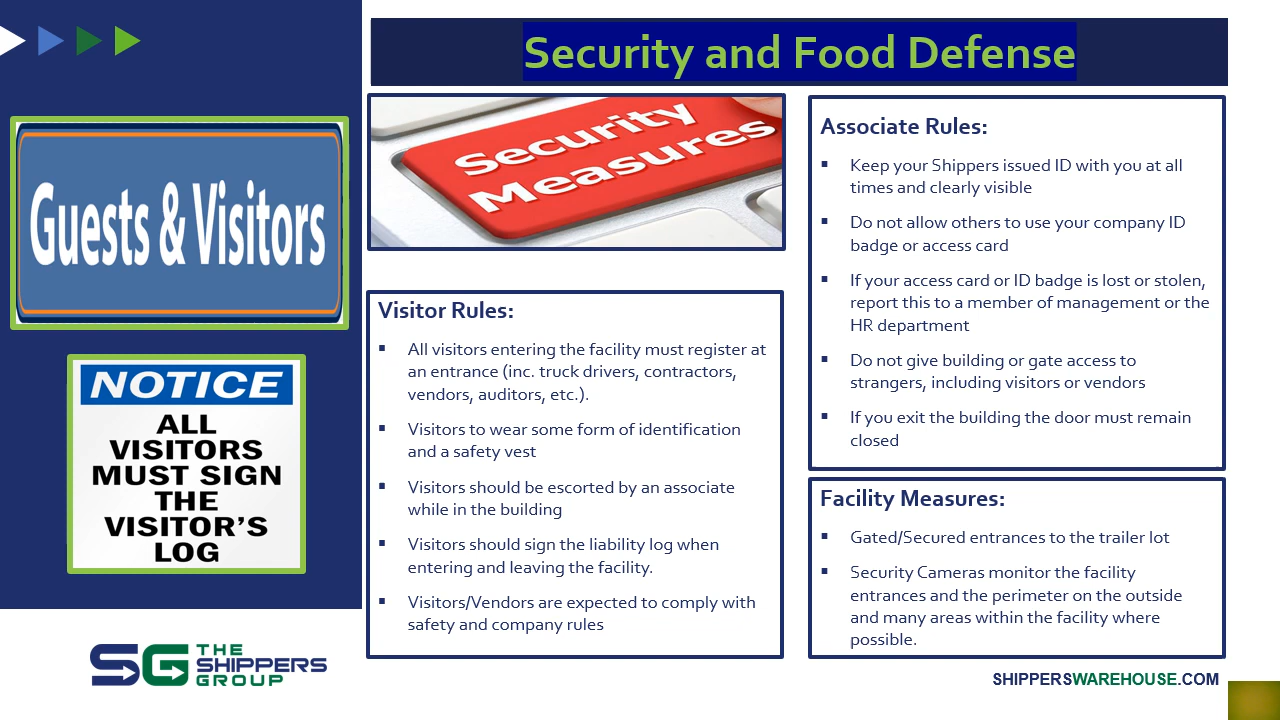 Security and Food Defense
Guests & Visitors
NOTICE
ALL
VISITORS
MUST SIGN
THE
VISITOR'S
LOG
Security
Measures
Visitor Rules:
▪ All visitors entering the facility must register at
an entrance (inc. truck drivers, contractors,
vendors, auditors, etc.).
▪ Visitors to wear some form of identification
and a safety vest
▪ Visitors should be escorted by an associate
while in the building
▪ Visitors should sign the liability log when
entering and leaving the facility.
▪ Visitors/Vendors are expected to comply with
safety and company rules
Associate Rules:
▪ Keep your Shippers issued ID with you at all
times and clearly visible
▪ Do not allow others to use your company ID
badge or access card
▪ If your access card or ID badge is lost or stolen,
report this to a member of management or the
HR department
▪ Do not give building or gate access to
strangers, including visitors or vendors
▪ If you exit the building the door must remain
closed
Facility Measures:
▪ Gated/Secured entrances to the trailer lot
▪ Security Cameras monitor the facility
entrances and the perimeter on the outside
and many areas within the facility where
possible.
SG THE
SHIPPERS
GROUP
SHIPPERSWAREHOUSE.COM